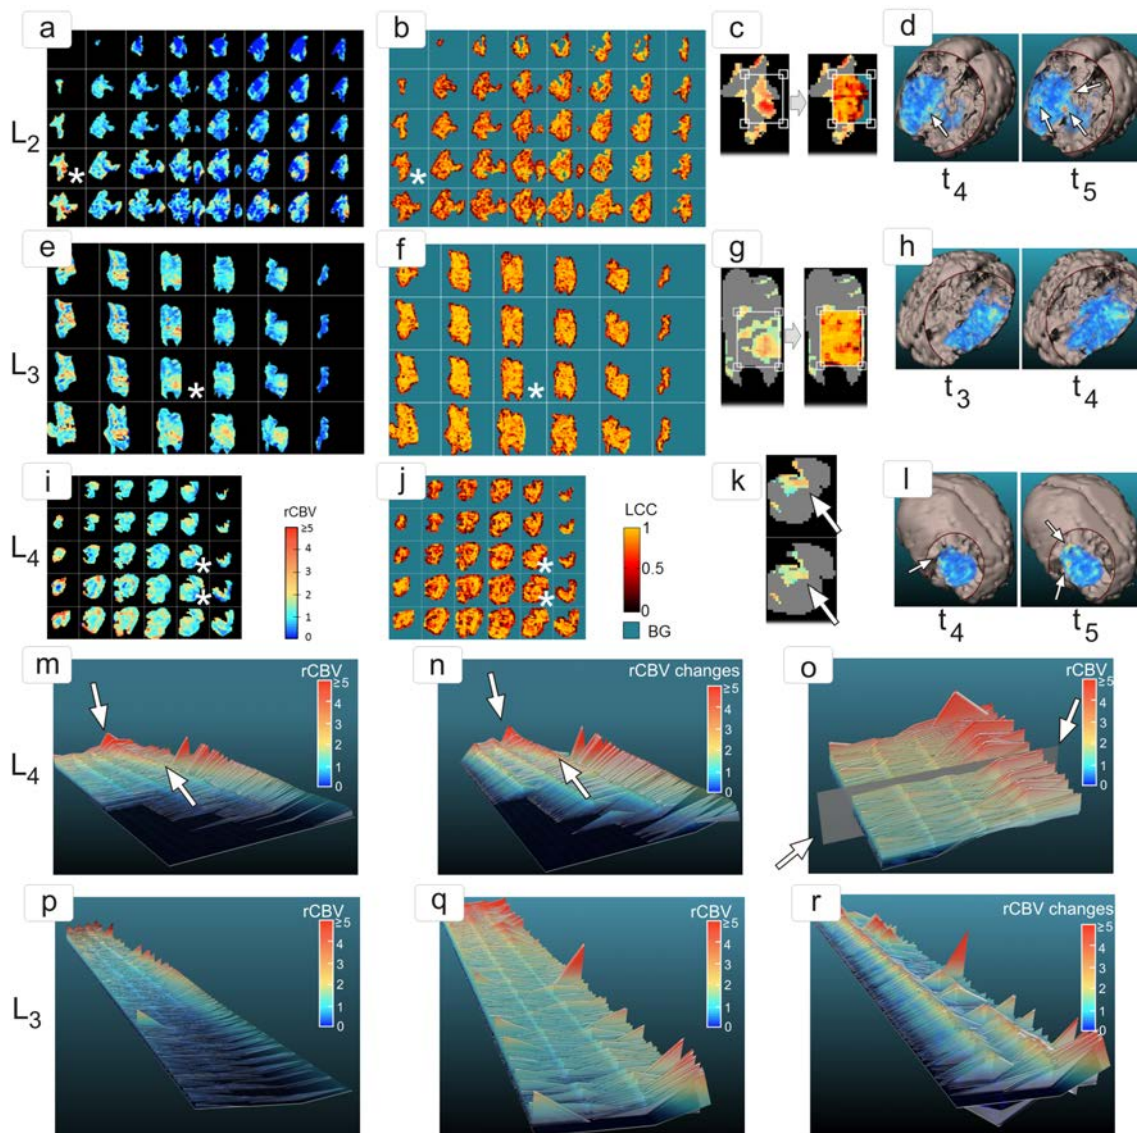 a
b
c
d
L2
*
*
t4
t5
e
f
g
h
L3
*
*
t3
t4
i
j
k
l
L4
rCBV
≥5
4
3
2
1
0
*
*
LCC
1
0.5
0
BG
*
*
t4
t5
m
n
o
L4
rCBV
≥5
4
3
2
1
0
rCBV changes
≥5
4
3
2
1
0
rCBV
≥5
4
3
2
1
0
p
q
r
L3
rCBV
≥5
4
3
2
1
0
rCBV
≥5
4
3
2
1
0
rCBV changes
≥5
4
3
2
1
0